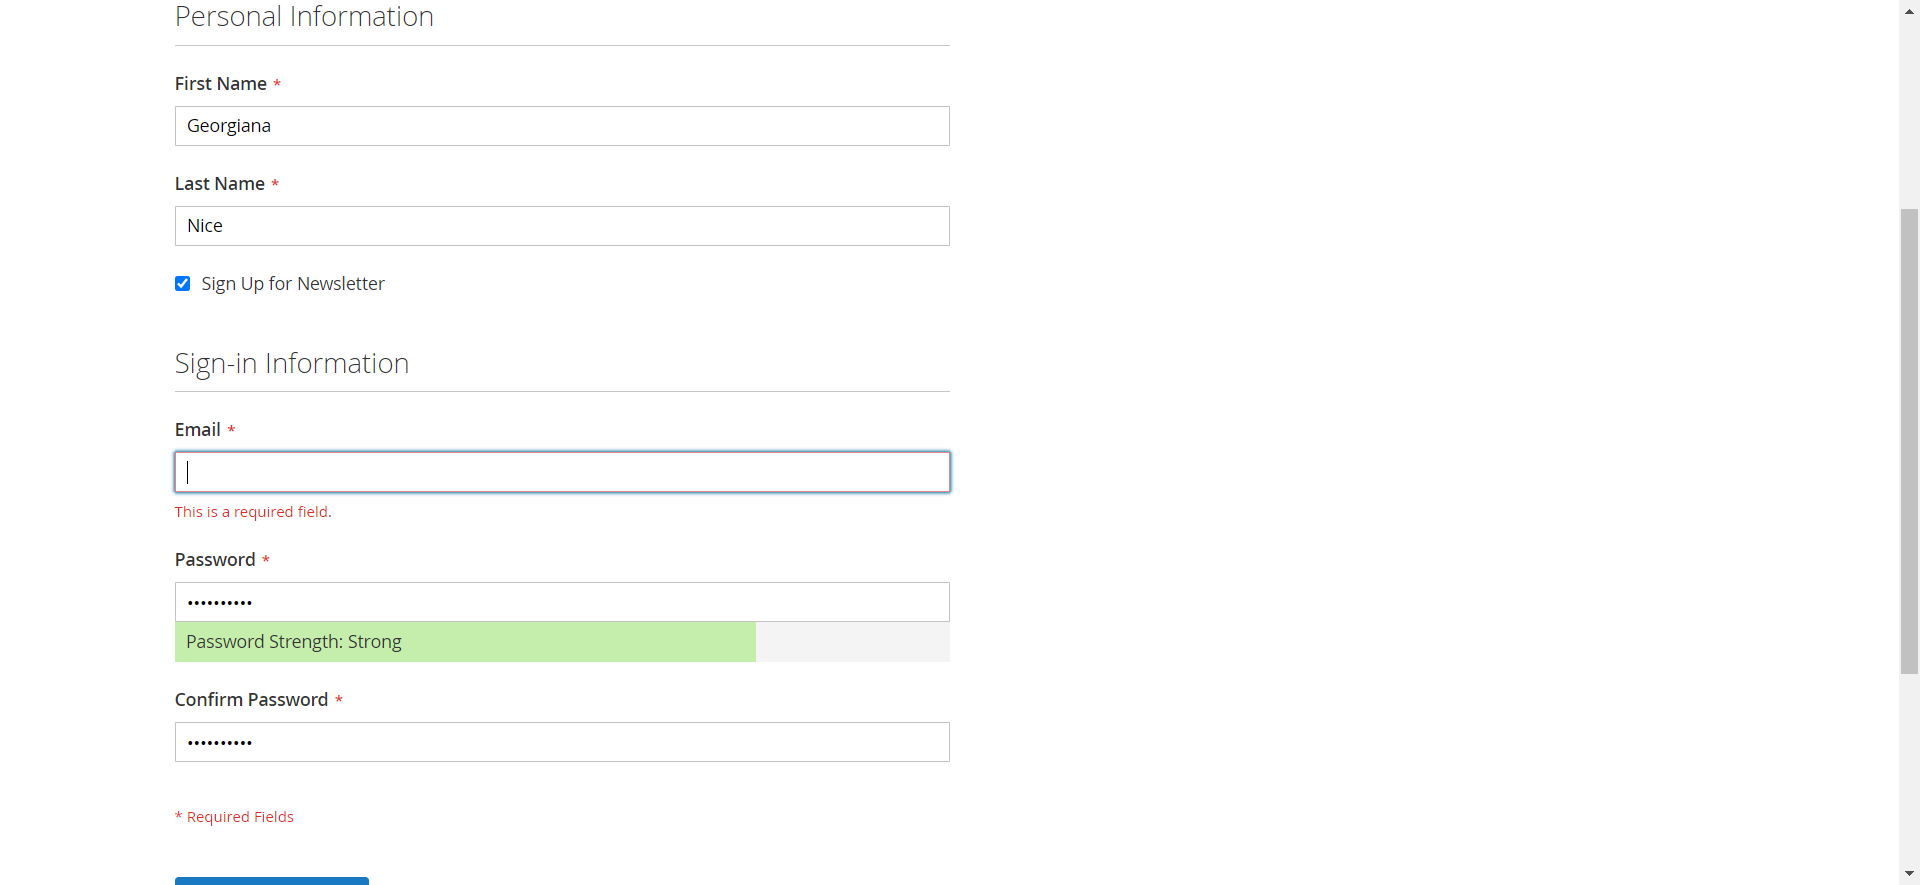 Personal Information
First Name *
Georgiana
Last Name *
Nice
Sign Up for Newsletter
Sign-in Information
Email *
This is a required field.
Password *
••••••••••
Password Strength: Strong
Confirm Password *
••••••••••
* Required Fields